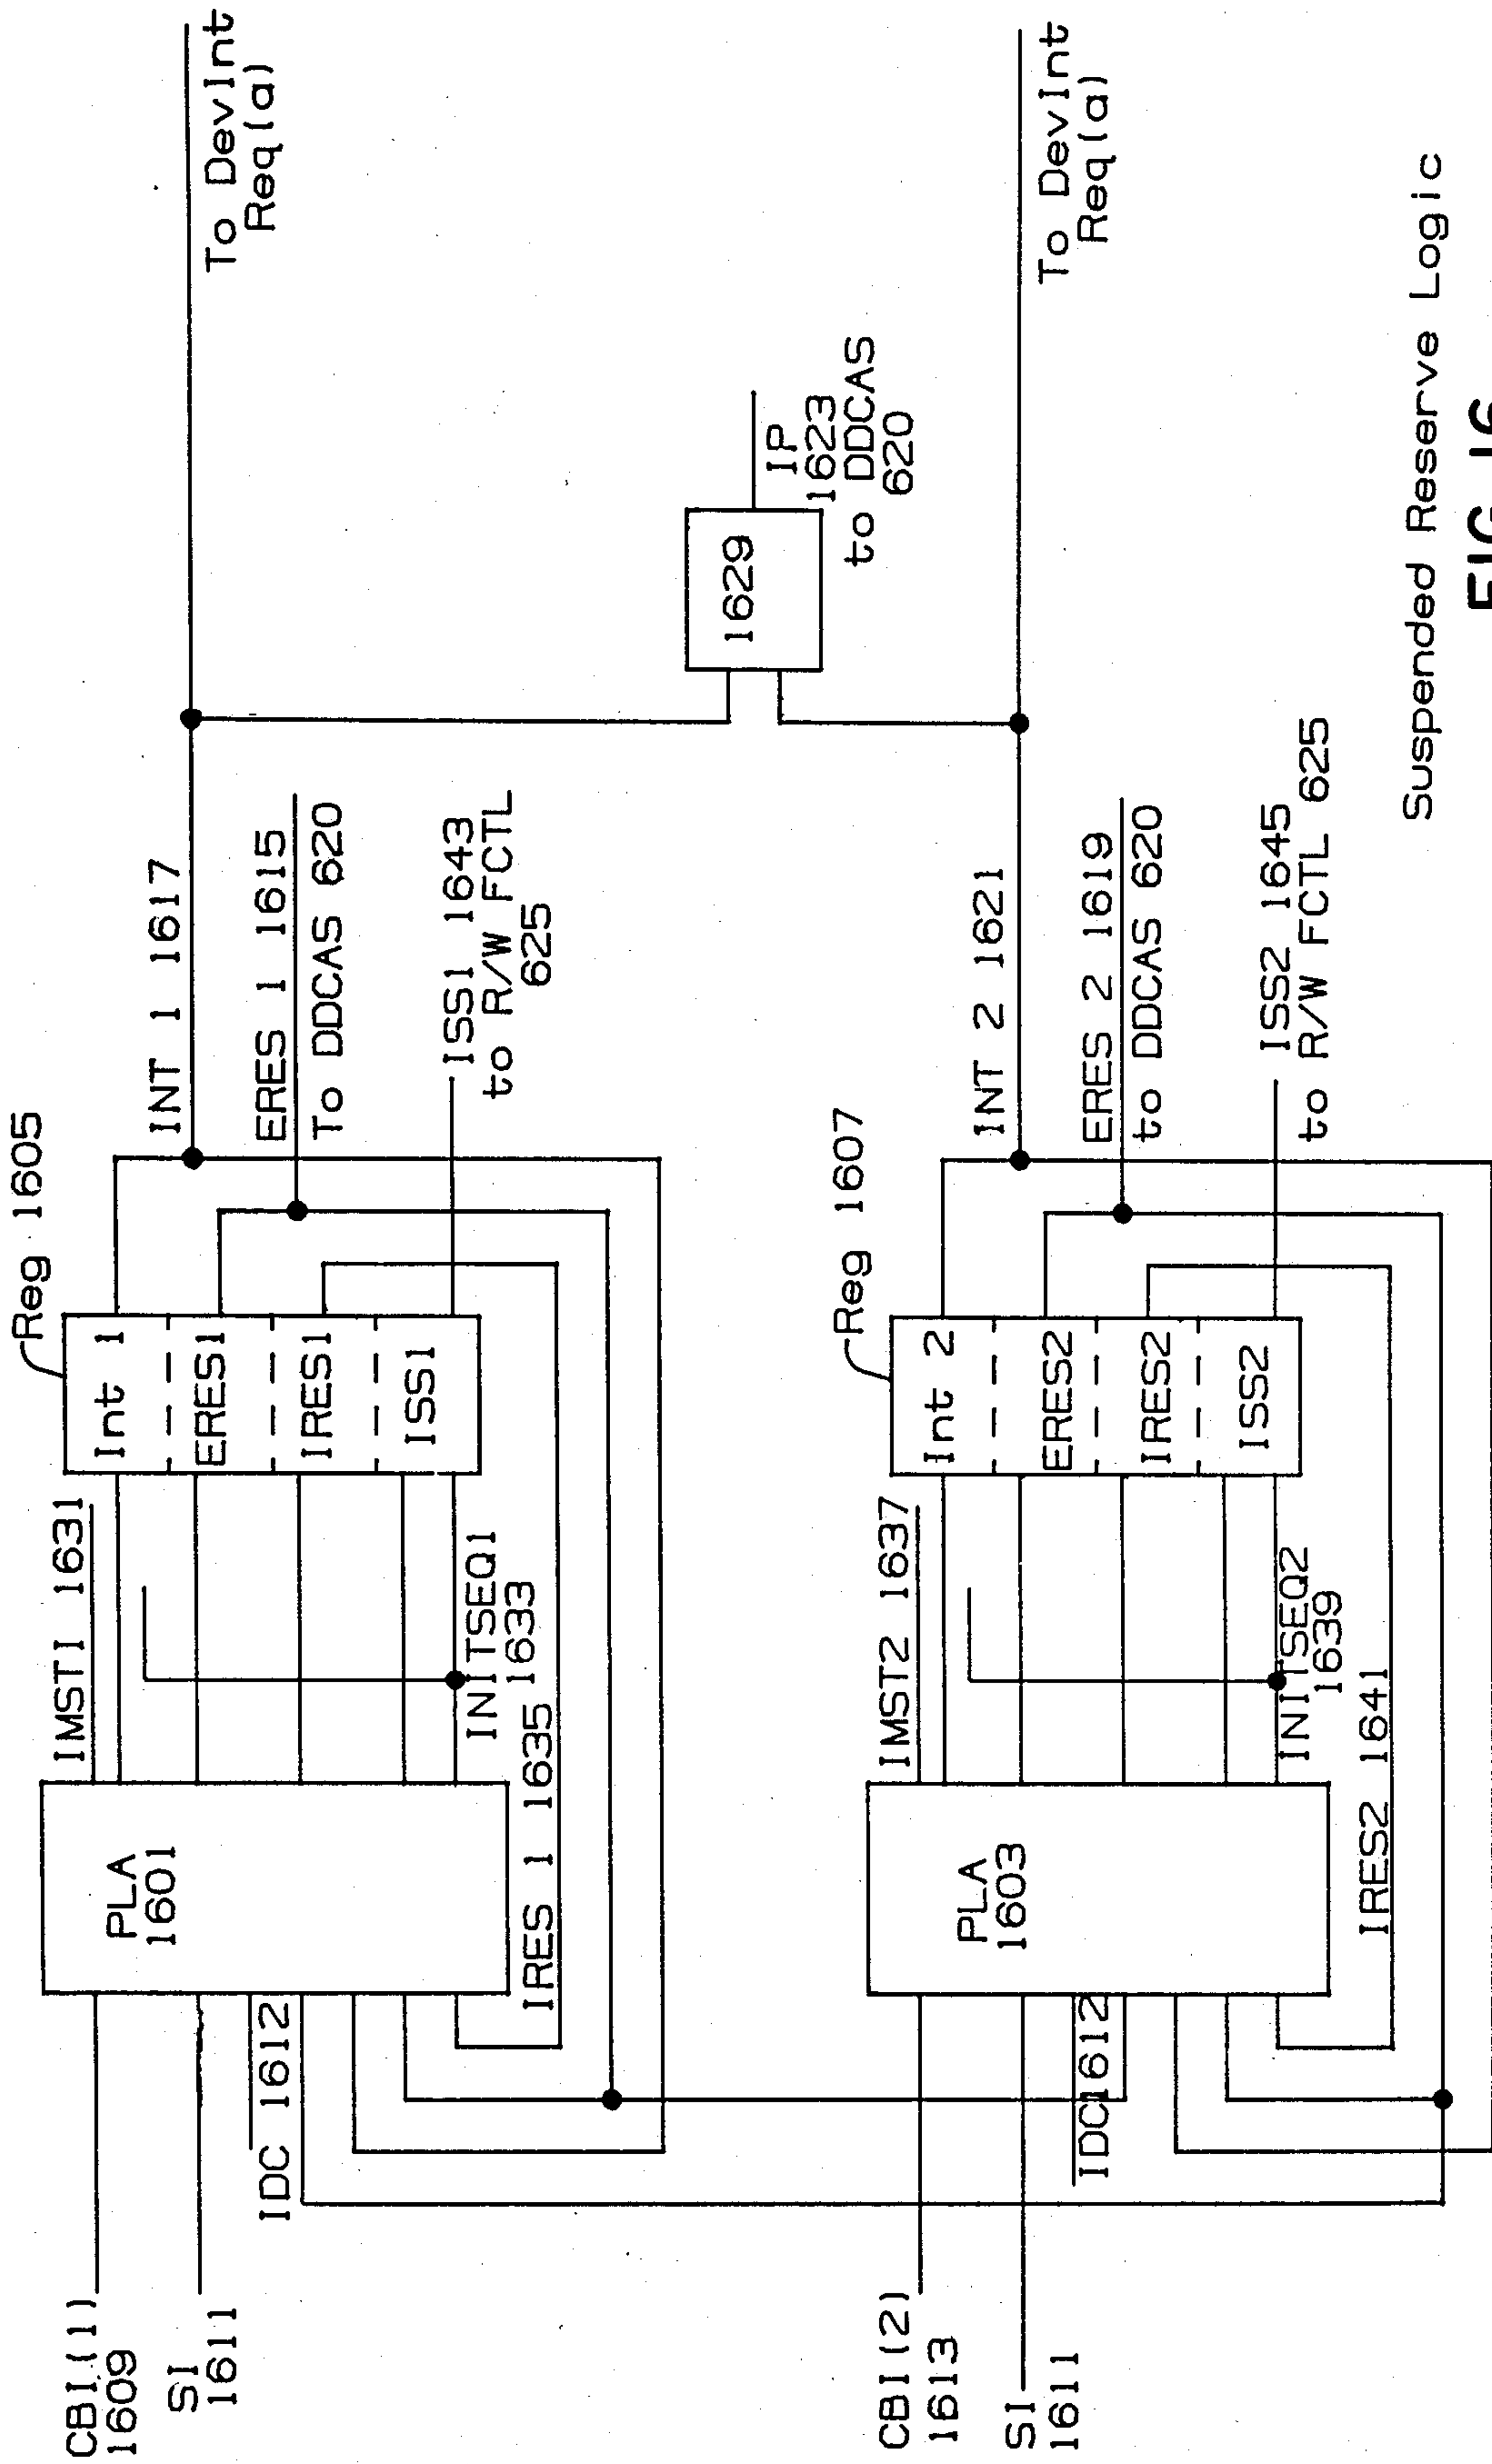 CBI(1)
1609
SI
1611
IDC 1612
PLA
1601
IMST1 1631
INITSEQ1
1633
IRES 1 1635
Reg 1605
Int 1
ERES1
IRES1
ISS1
INT 1 1617
ERES 1 1615
To DDCAS 620
ISS1 1643
to R/W FCTL
625
To DevInt
Req(a)
1629
IP
1623
to DDCAS
620
CBI(2)
1613
SI
1611
IDC1612
PLA
1603
IMST2 1637
INITSEQ2
1639
IRES2 1641
Reg 1607
Int 2
ERES2
IRES2
ISS2
INT 2 1621
ERES 2 1619
to DDCAS 620
ISS2 1645
to R/W FCTL 625
To DevInt
Req(a)
Suspended Reserve Logic
FIG 16